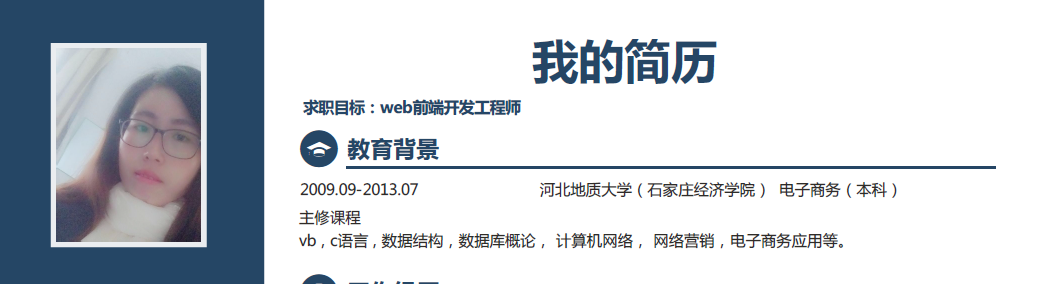 我的简历
求职目标：web前端开发工程师
教育背景
2009.09-2013.07 河北地质大学（石家庄经济学院） 电子商务（本科）
主修课程
vb，c语言，数据结构，数据库概论， 计算机网络， 网络营销，电子商务应用等。